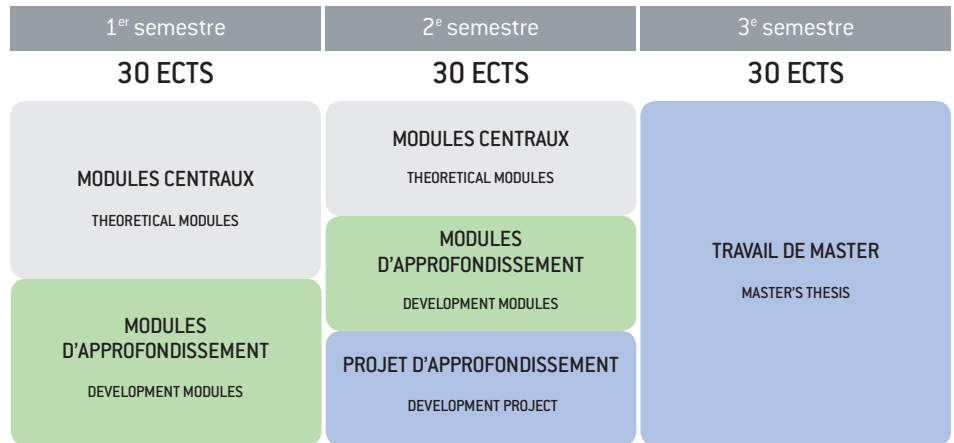 1er semestre
2e semestre
3e semestre
30 ECTS
30 ECTS
30 ECTS
MODULES CENTRAUX
THEORETICAL MODULES
MODULES
D'APPROFONDISSEMENT
DEVELOPMENT MODULES
MODULES CENTRAUX
THEORETICAL MODULES
MODULES
D'APPROFONDISSEMENT
DEVELOPMENT MODULES
PROJET D'APPROFONDISSEMENT
DEVELOPMENT PROJECT
TRAVAIL DE MASTER
MASTER'S THESIS